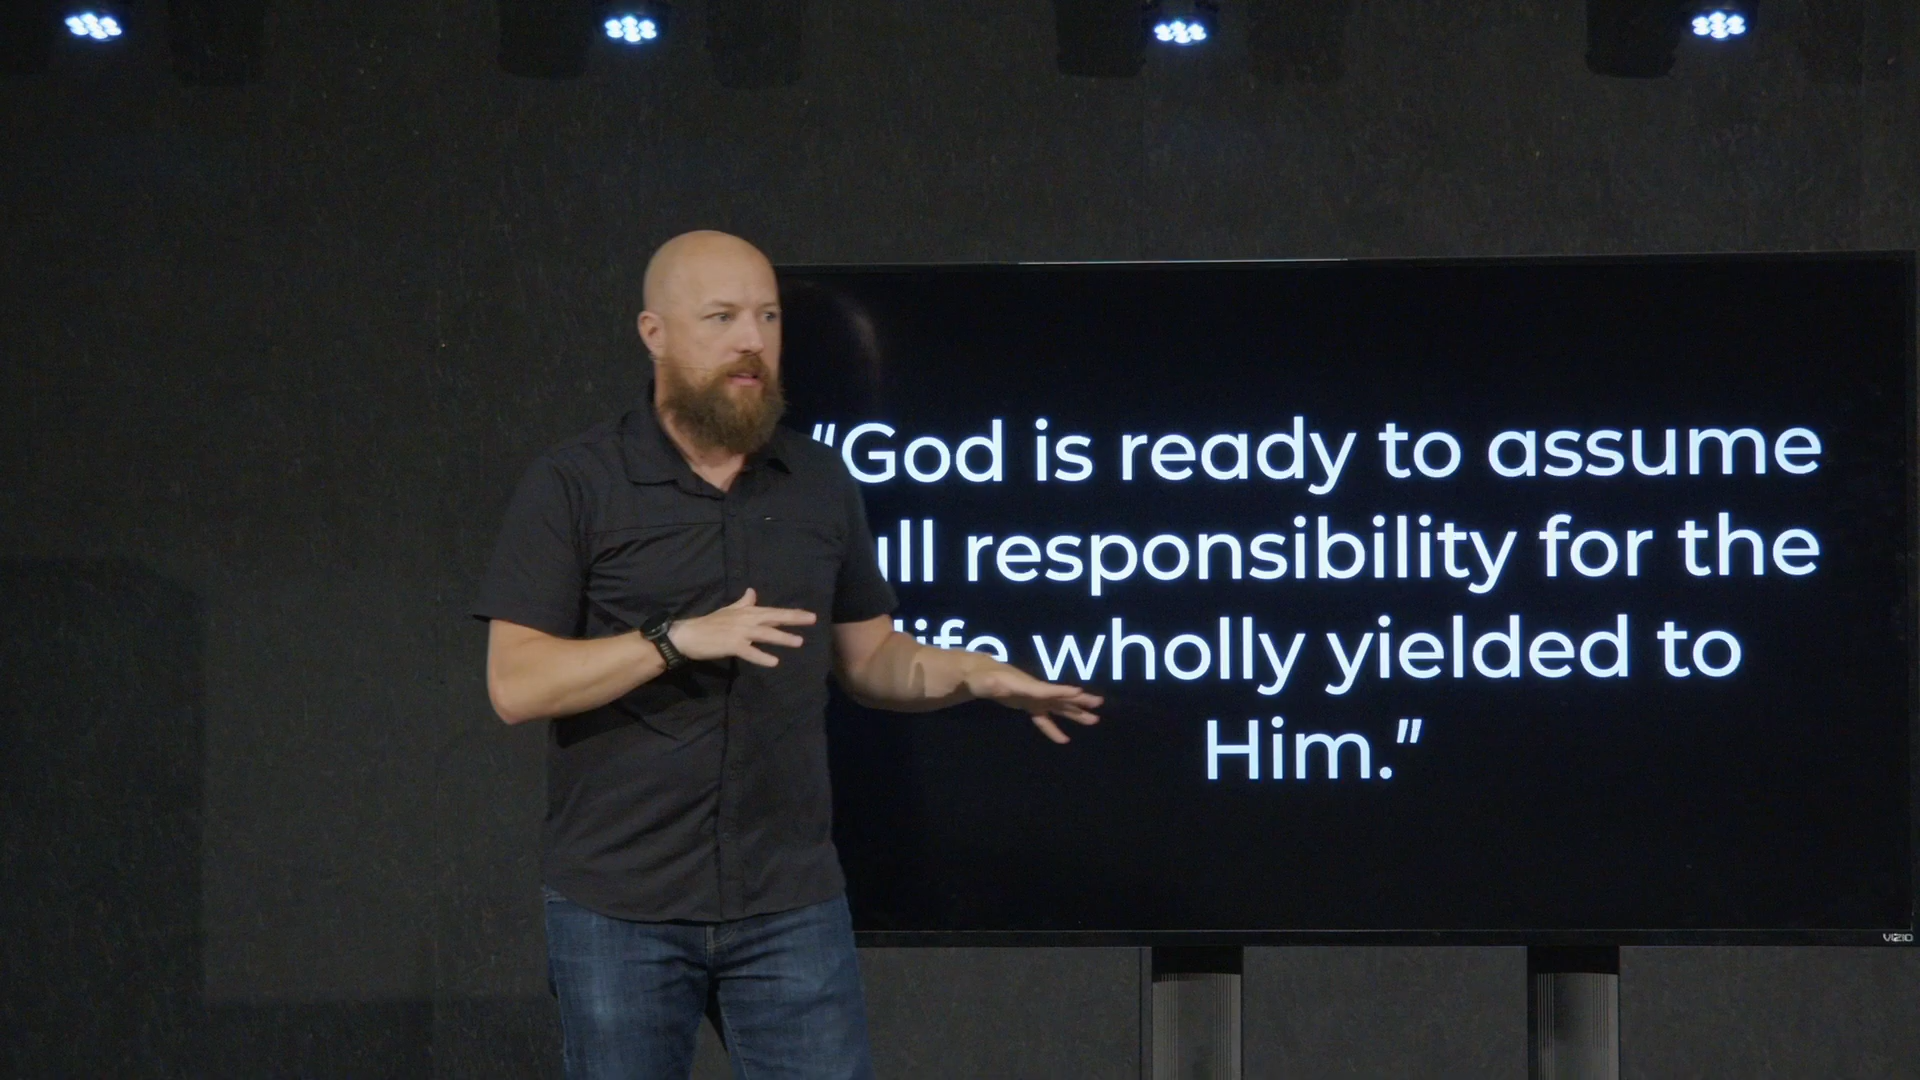 "God is ready to assume
responsibility for the
wholly yielded to
Him."
VIZIO